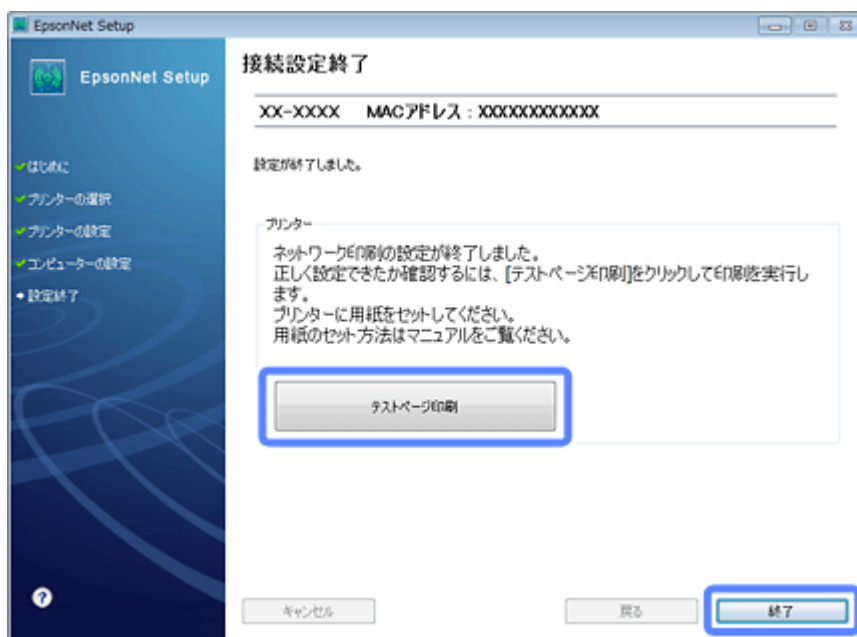 EpsonNet Setup
EpsonNet Setup
はじめに
プリンターの選択
プリンターの設定
コンピューターの設定
設定終了
接続設定終了
XX-XXXX MACアドレス：XXXXXXXXXXXX
設定が終了しました。
プリンター
ネットワーク印刷の設定が終了しました。
正しく設定できたか確認するには、[テストページ印刷]をクリックして印刷を実行し
ます。
プリンターに用紙をセットしてください。
用紙のセット方法はマニュアルをご覧ください。
テストページ印刷
?
キャンセル
戻る
終了